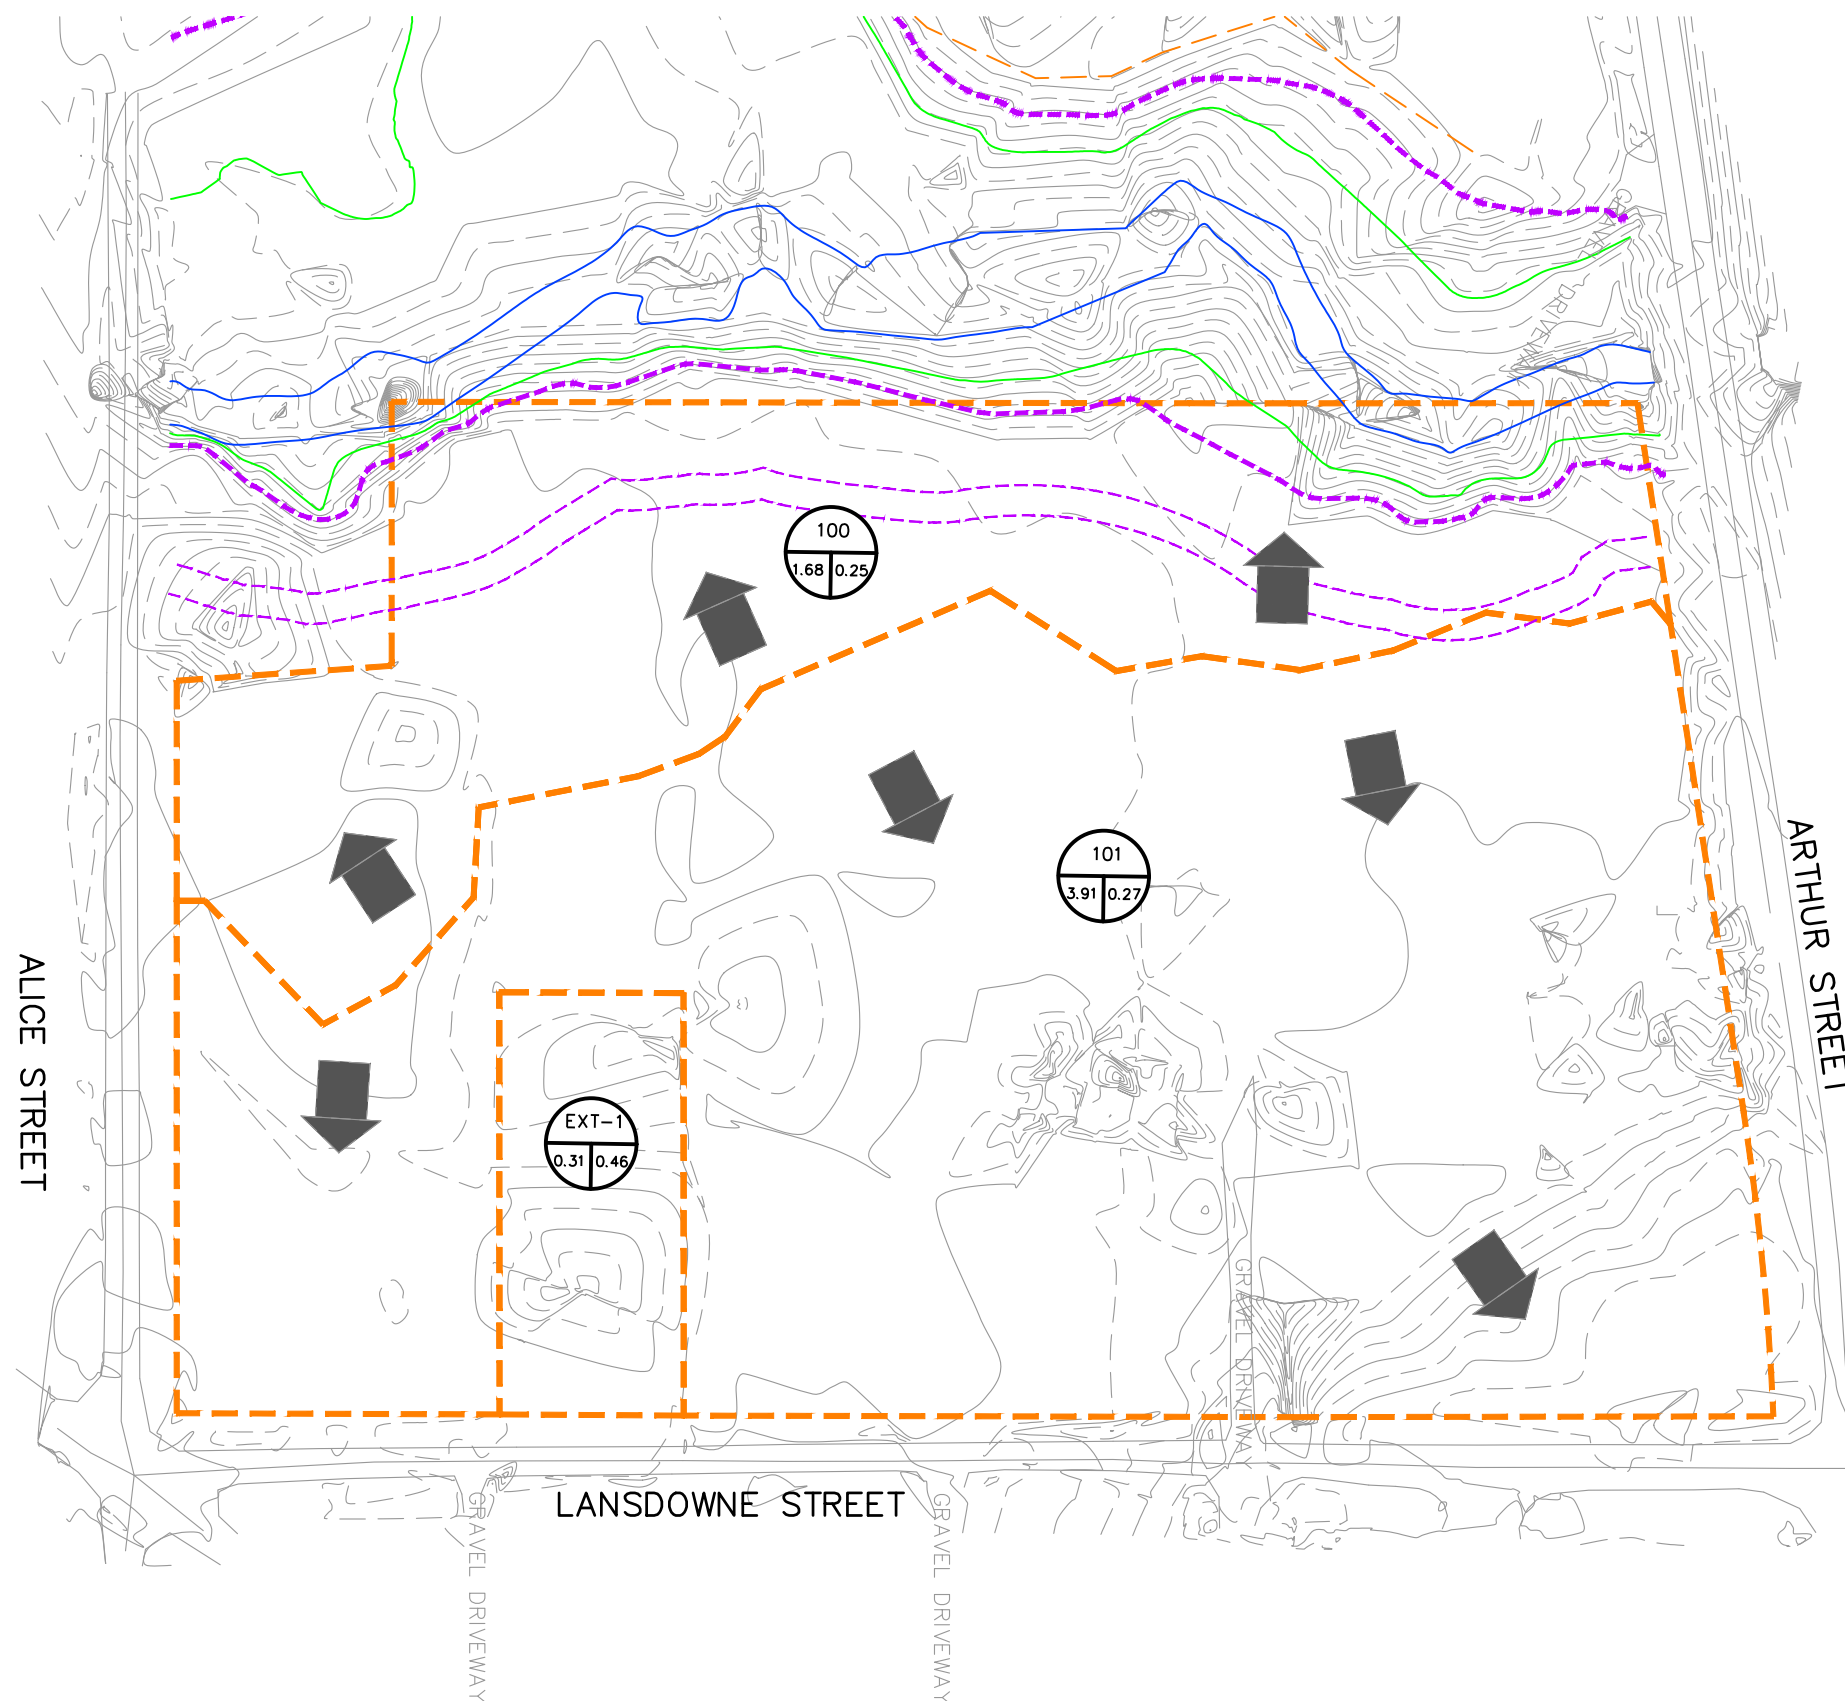 DRIVEWAY
100
1.68 0.25
101
3.91 0.27
ARTHUR STREET
ALICE STREET
EXT-1
0.31 0.46
GRAVEL DRIVEWAY
LANSDOWNE STREET
GRAVEL DRIVEWAY
GRAVEL DRIVEWAY